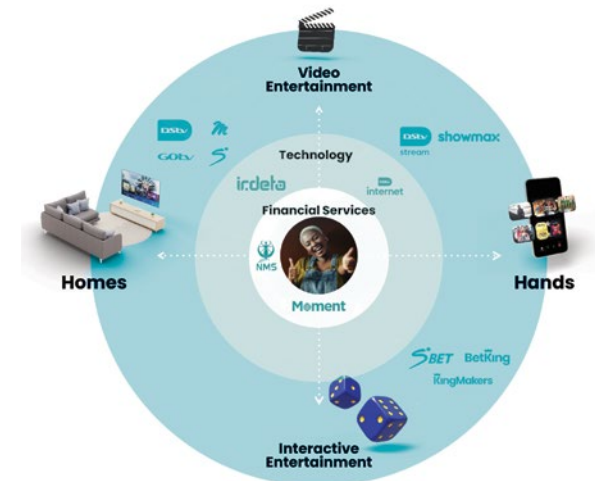 Video
Entertainment
DStv
GOtv
DStv
stream
showmax
Technology
irdeto
DStv
internet
Financial Services
NMS
Moment
Homes
Hands
SBET
BetKing
KingMakers
Interactive
Entertainment